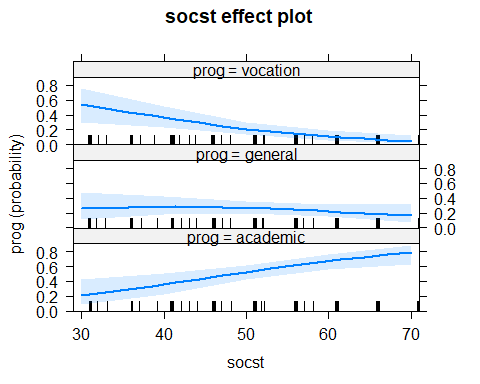 socst effect plot
prog = vocation
0.8
0.6
0.4
0.2
0.0
prog = general
0.8
0.6
0.4
0.2
0.0
prog = academic
0.8
0.6
0.4
0.2
0.0
30 40 50 60 70
socst
prog (probability)